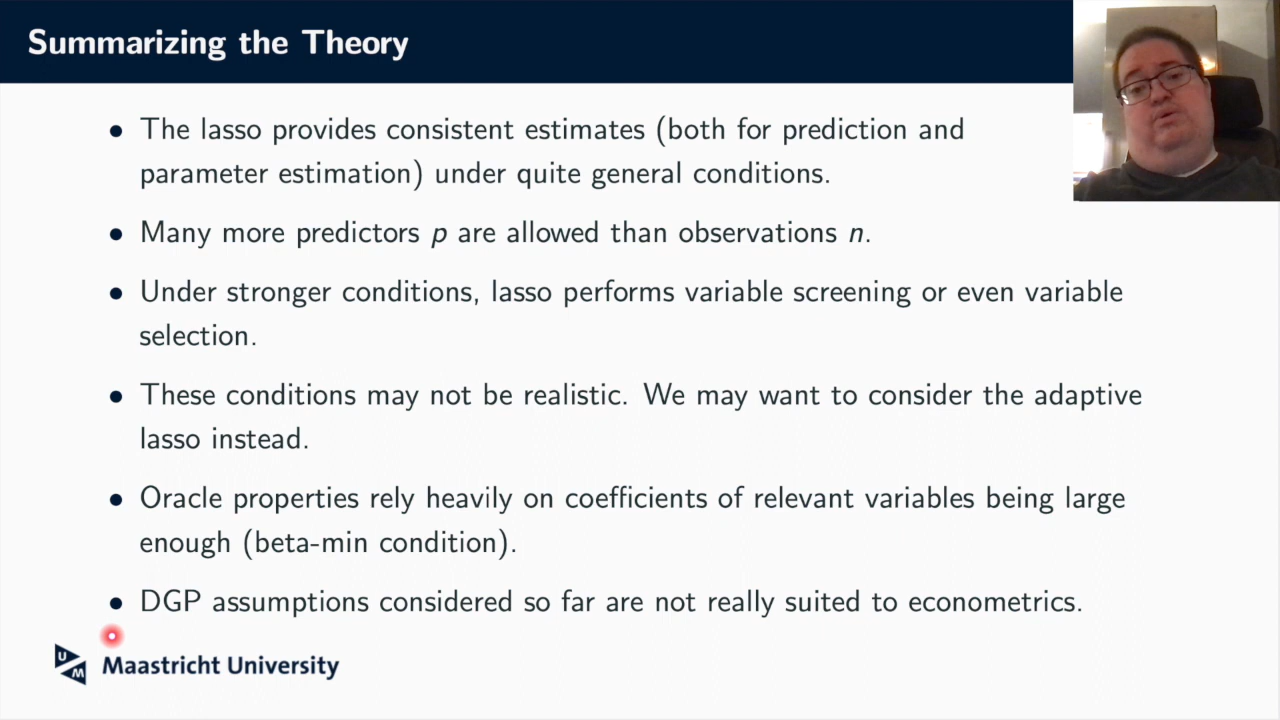 Summarizing the Theory
• The lasso provides consistent estimates (both for prediction and
parameter estimation) under quite general conditions.
• Many more predictors p are allowed than observations n.
• Under stronger conditions, lasso performs variable screening or even variable
selection.
• These conditions may not be realistic. We may want to consider the adaptive
lasso instead.
• Oracle properties rely heavily on coefficients of relevant variables being large
enough (beta-min condition).
• DGP assumptions considered so far are not really suited to econometrics.
UM Maastricht University